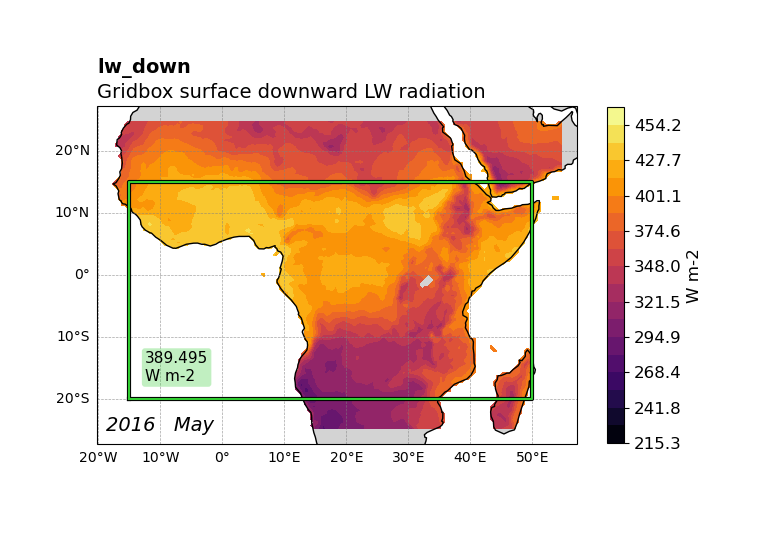 lw_down
Gridbox surface downward LW radiation
20°N
10°N
0°
10°S
20°S
20°W
10°W
0°
10°E
20°E
30°E
40°E
50°E
389.495
W m-2
2016 May
454.2
427.7
401.1
374.6
348.0
321.5
294.9
268.4
241.8
215.3
W m-2